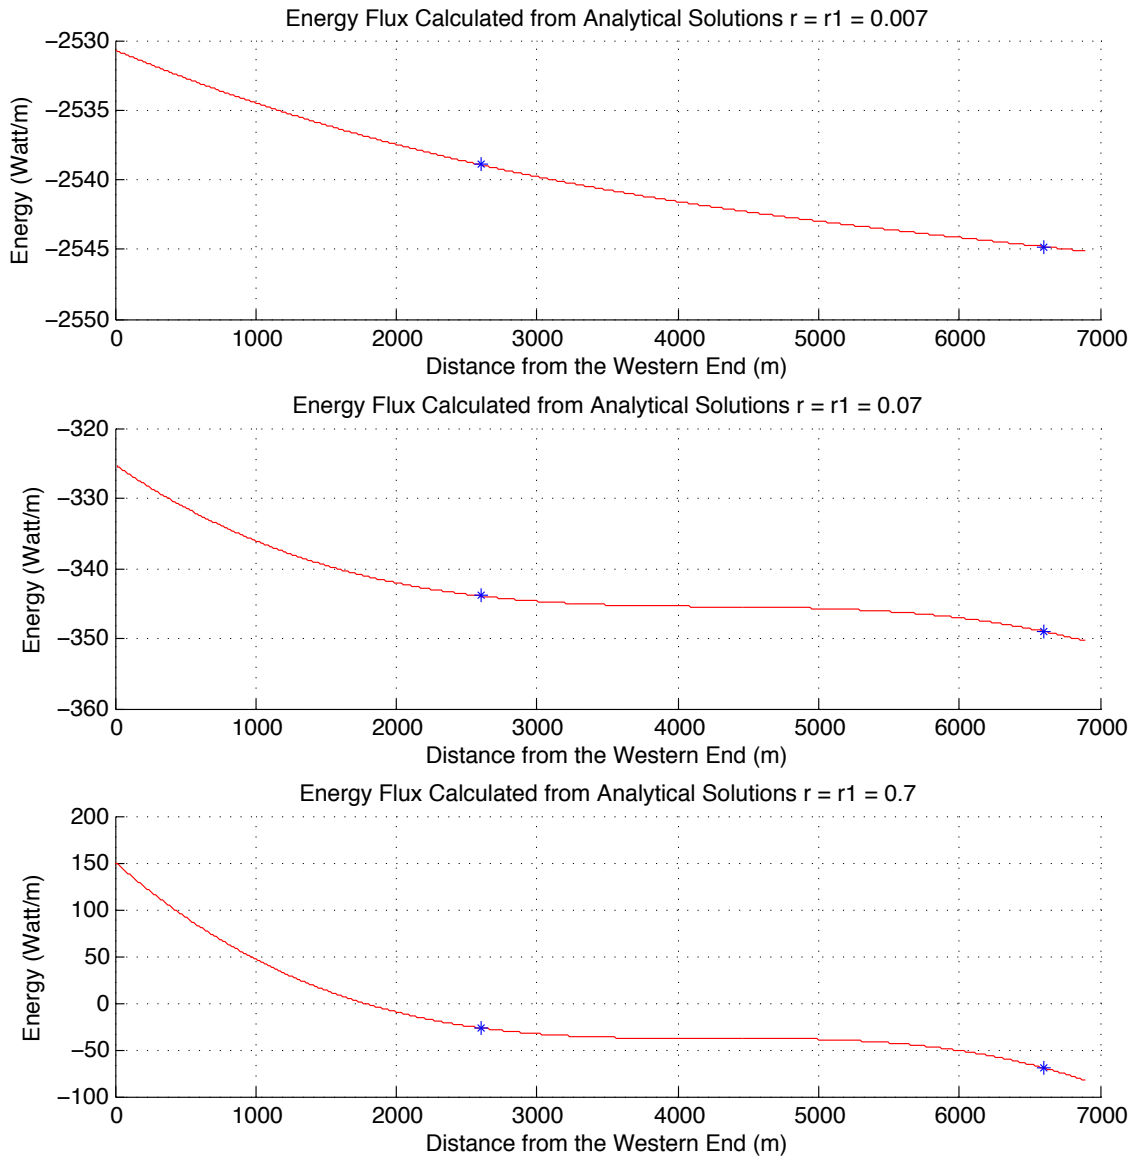 Energy Flux Calculated from Analytical Solutions r = r1 = 0.007
−2530
−2535
−2540
−2545
−2550
Energy (Watt/m)
0 1000 2000 3000 4000 5000 6000 7000
Distance from the Western End (m)
Energy Flux Calculated from Analytical Solutions r = r1 = 0.07
−320
−330
−340
−350
−360
Energy (Watt/m)
0 1000 2000 3000 4000 5000 6000 7000
Distance from the Western End (m)
Energy Flux Calculated from Analytical Solutions r = r1 = 0.7
200
150
100
50
0
−50
−100
Energy (Watt/m)
0 1000 2000 3000 4000 5000 6000 7000
Distance from the Western End (m)